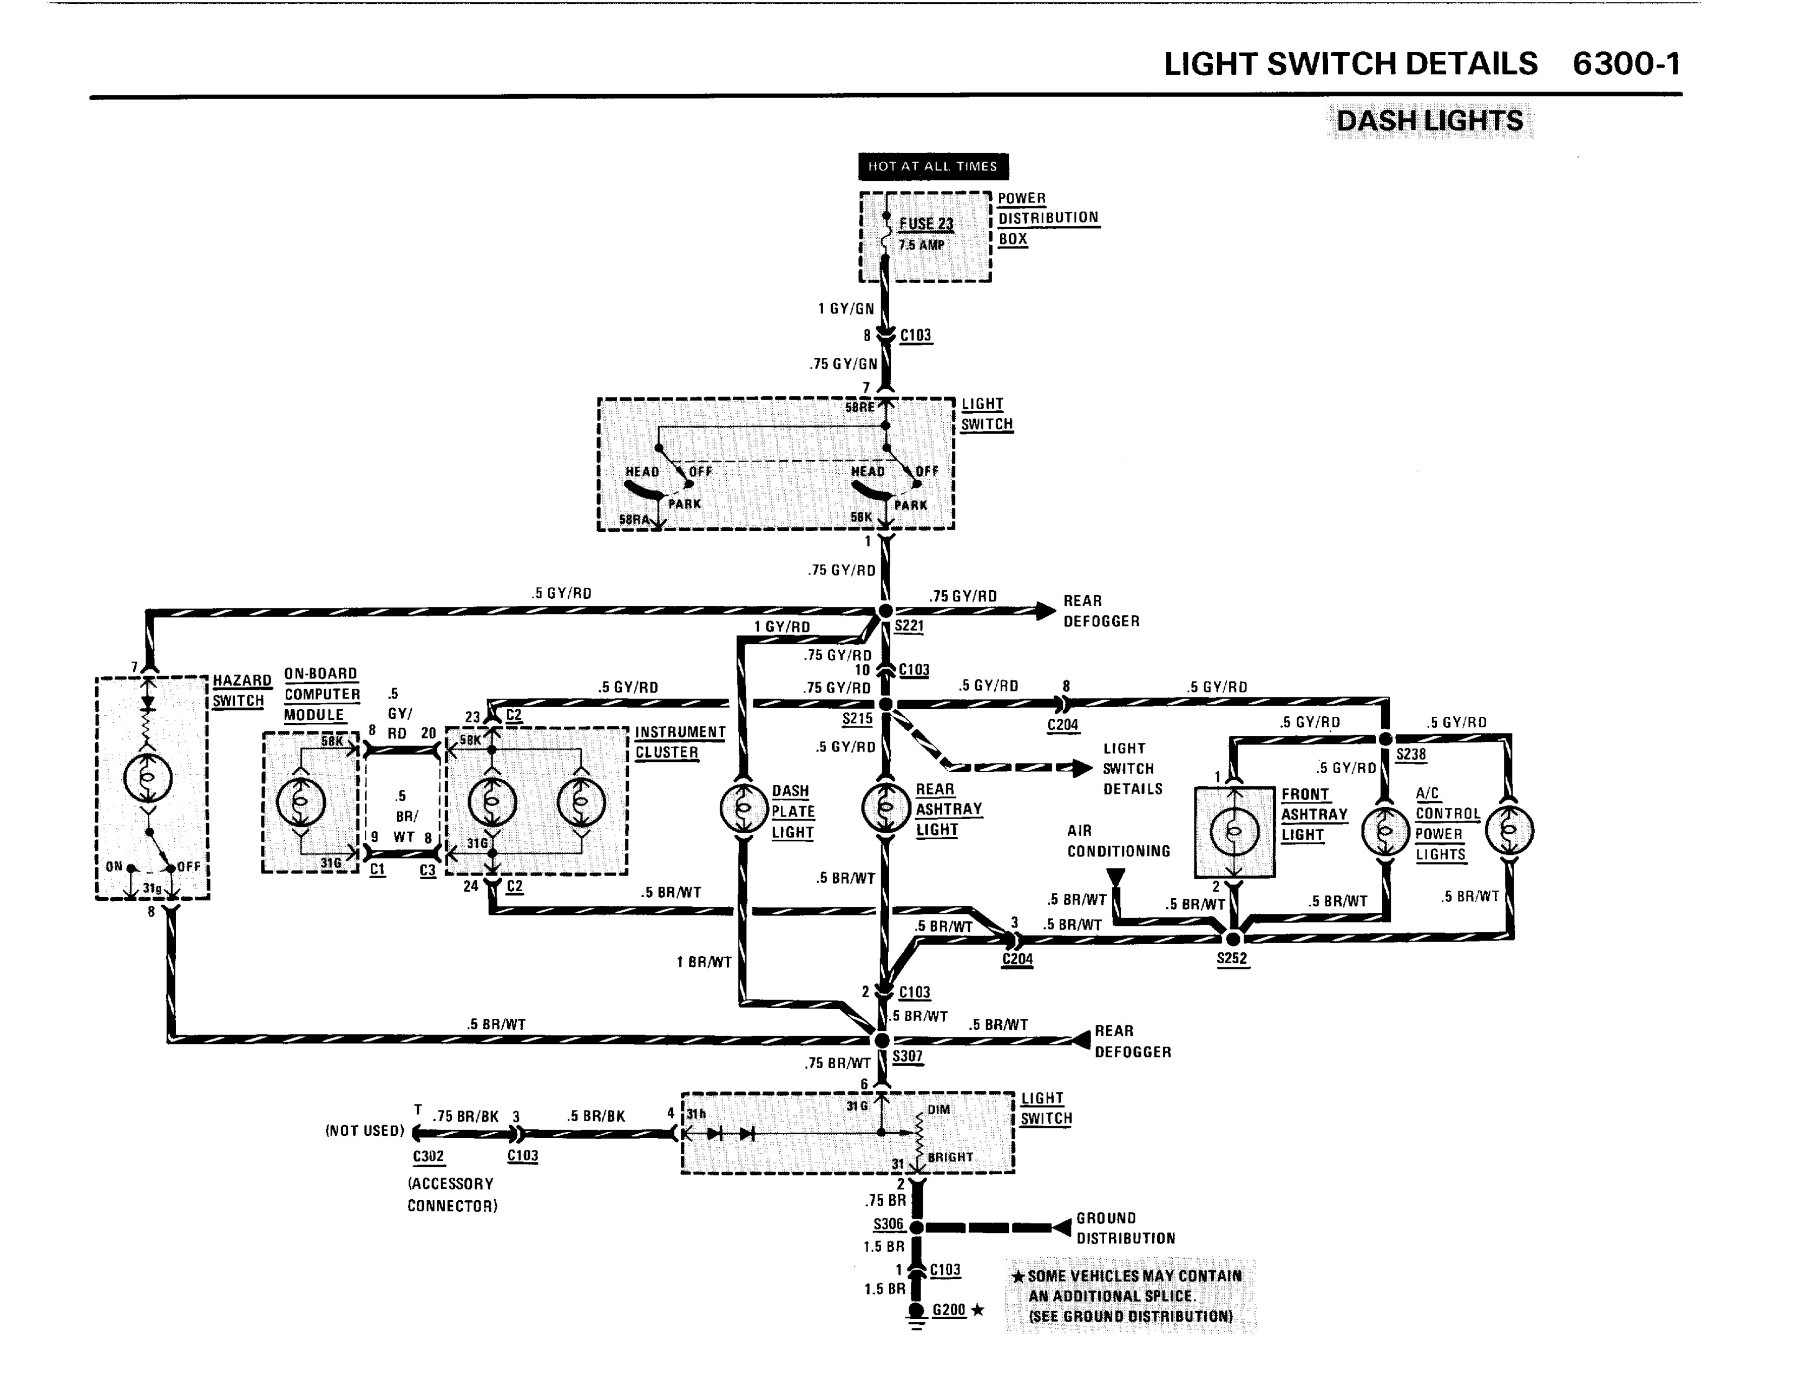 LIGHT SWITCH DETAILS 6300-1
DASH LIGHTS
HOT AT ALL TIMES
POWER
DISTRIBUTION
BOX
FUSE 23
7.5 AMP
1 GY/GN
8 C103
.75 GY/GN
7
58RE
LIGHT
SWITCH
HEAD OFF
PARK
58RA
HEAD OFF
PARK
58K
1
.75 GY/RD
.5 GY/RD
.75 GY/RD
REAR
DEFOGGER
S221
1 GY/RD
.75 GY/RD
10 C103
7
HAZARD
SWITCH
ON OFF
31g
8
ON-BOARD
COMPUTER
MODULE
58K
31G
.5
GY/
RD
8 20
.5
BR/
WT
9 8
C1 C3
.5 GY/RD
.75 GY/RD
S215
23 C2
58K
INSTRUMENT
CLUSTER
31G
24 C2
.5 GY/RD
8
C204
.5 GY/RD
.5 GY/RD
LIGHT
SWITCH
DETAILS
DASH
PLATE
LIGHT
REAR
ASHTRAY
LIGHT
.5 GY/RD
.5 GY/RD
S238
.5 GY/RD
1
FRONT
ASHTRAY
LIGHT
2
A/C
CONTROL
POWER
LIGHTS
AIR
CONDITIONING
.5 BR/WT
.5 BR/WT
.5 BR/WT
.5 BR/WT
.5 BR/WT
.5 BR/WT
.5 BR/WT
3
C204
.5 BR/WT
S252
1 BR/WT
2 C103
.5 BR/WT
.5 BR/WT
.5 BR/WT
REAR
DEFOGGER
S307
.75 BR/WT
6
31G
LIGHT
SWITCH
DIM
BRIGHT
31
31h
4
.5 BR/BK
3
C103
.75 BR/BK
T
(NOT USED)
C302
(ACCESSORY
CONNECTOR)
2
.75 BR
S306
GROUND
DISTRIBUTION
1.5 BR
1 C103
1.5 BR
G200 ★
★ SOME VEHICLES MAY CONTAIN
AN ADDITIONAL SPLICE.
(SEE GROUND DISTRIBUTION)